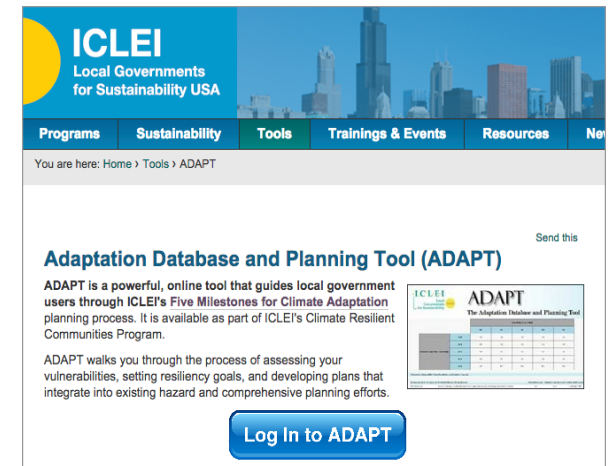 ICLEI
Local Governments
for Sustainability USA
Programs Sustainability Tools Trainings & Events Resources
You are here: Home › Tools › ADAPT
Send this
Adaptation Database and Planning Tool (ADAPT)
ADAPT is a powerful, online tool that guides local government
users through ICLEI's Five Milestones for Climate Adaptation
planning process. It is available as part of ICLEI's Climate Resilient
Communities Program.
ADAPT walks you through the process of assessing your
vulnerabilities, setting resiliency goals, and developing plans that
integrate into existing hazard and comprehensive planning efforts.
ICLEI
ADAPT
The Adaptation Database and Planning Tool
Log In to ADAPT